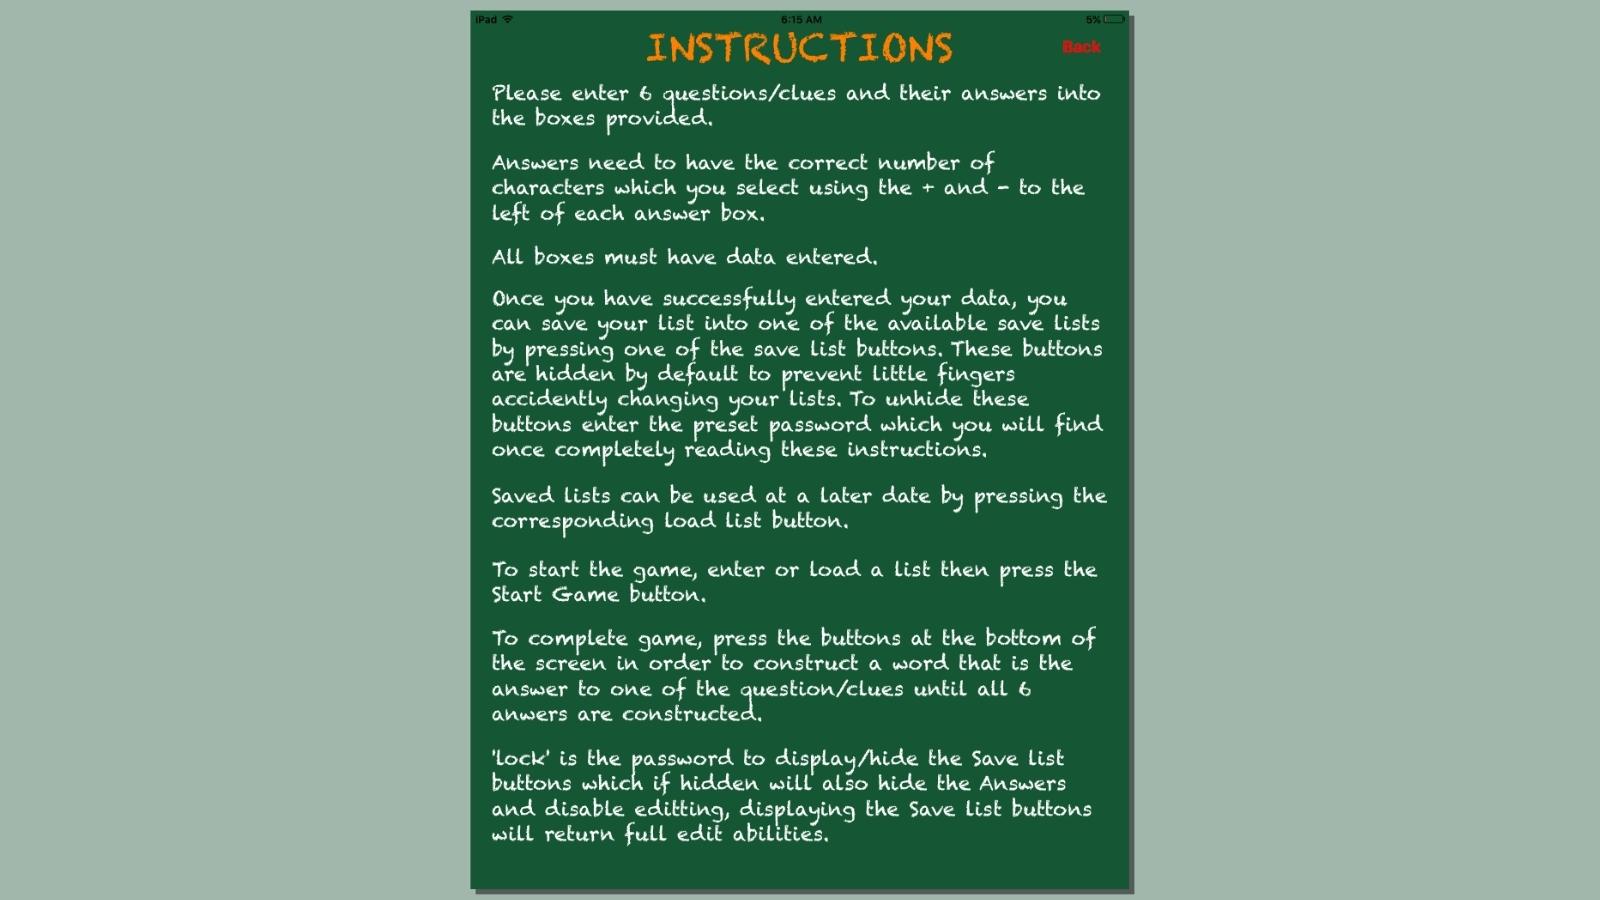 iPad 6:15 AM 5%
INSTRUCTIONS
Back
Please enter 6 questions/clues and their answers into
the boxes provided.
Answers need to have the correct number of
characters which you select using the + and - to the
left of each answer box.
All boxes must have data entered.
Once you have successfully entered your data, you
can save your list into one of the available save lists
by pressing one of the save list buttons. These buttons
are hidden by default to prevent little fingers
accidently changing your lists. To unhide these
buttons enter the preset password which you will find
once completely reading these instructions.
Saved lists can be used at a later date by pressing the
corresponding load list button.
To start the game, enter or load a list then press the
Start Game button.
To complete game, press the buttons at the bottom of
the screen in order to construct a word that is the
answer to one of the question/clues until all 6
anwers are constructed.
'lock' is the password to display/hide the Save list
buttons which if hidden will also hide the Answers
and disable editting, displaying the Save list buttons
will return full edit abilities.